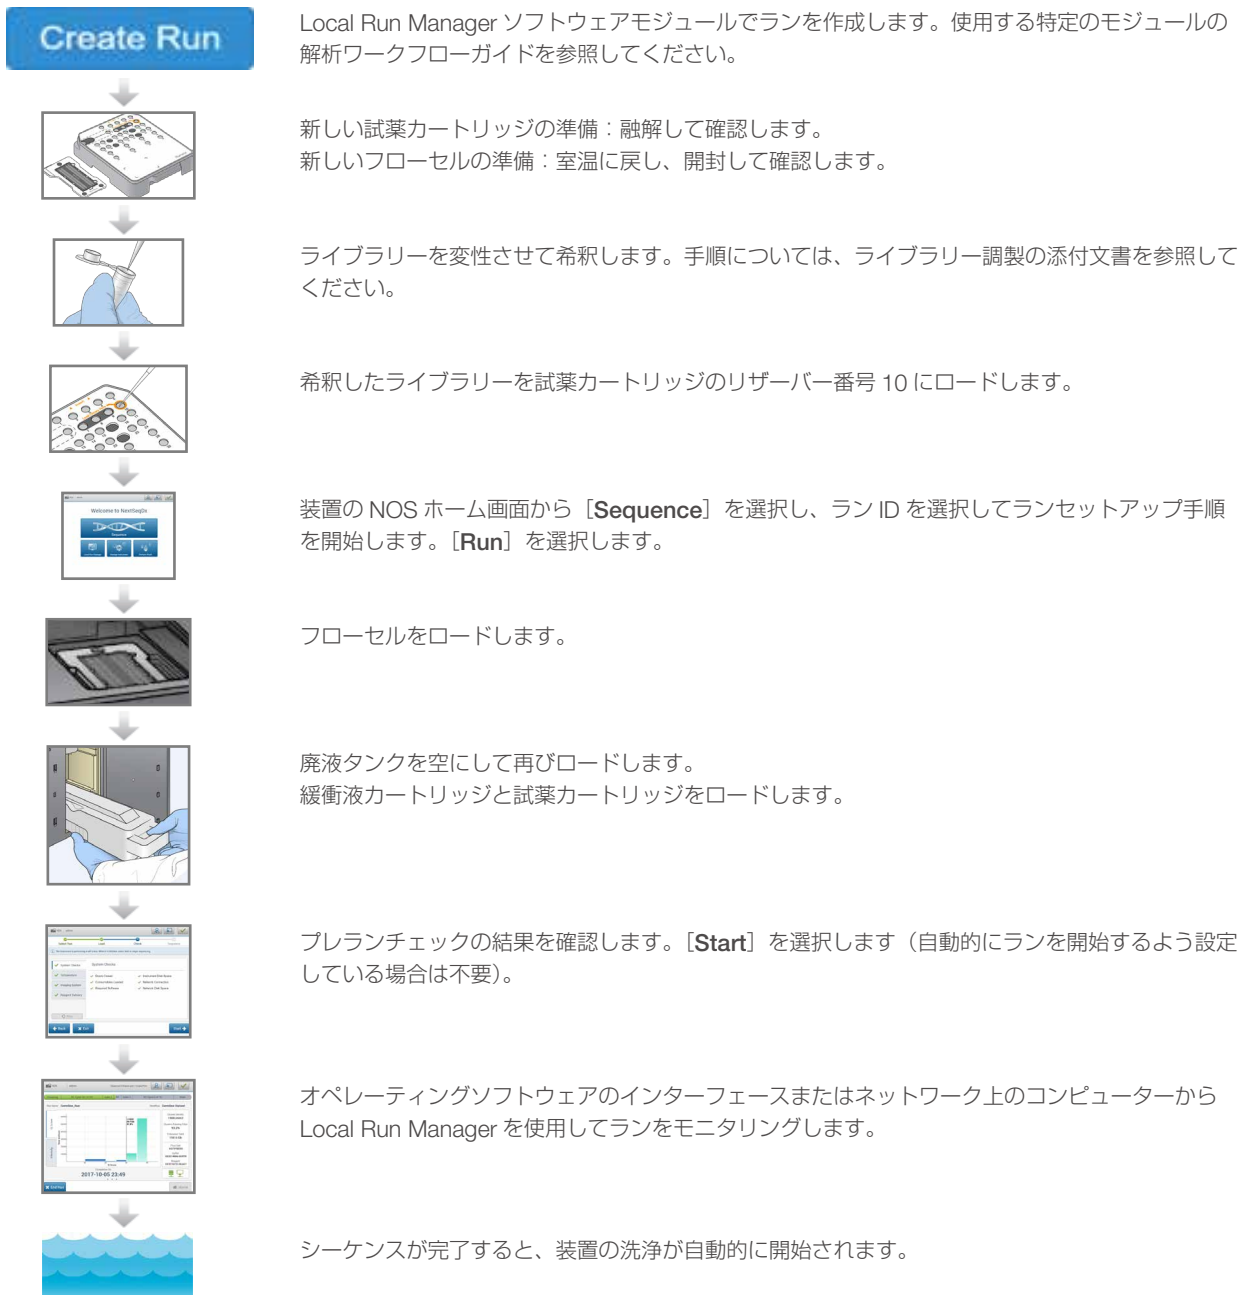 Create Run
Local Run Manager ソフトウェアモジュールでランを作成します。使用する特定のモジュールの
解析ワークフローガイドを参照してください。
新しい試薬カートリッジの準備：融解して確認します。
新しいフローセルの準備：室温に戻し、開封して確認します。
ライブラリーを変性させて希釈します。手順については、ライブラリー調製の添付文書を参照して
ください。
希釈したライブラリーを試薬カートリッジのリザーバー番号 10 にロードします。
Welcome to NextSeqDx
Sequence
装置の NOS ホーム画面から［Sequence］を選択し、ラン ID を選択してランセットアップ手順
を開始します。［Run］を選択します。
フローセルをロードします。
廃液タンクを空にして再びロードします。
緩衝液カートリッジと試薬カートリッジをロードします。
プレランチェックの結果を確認します。［Start］を選択します（自動的にランを開始するよう設定
している場合は不要）。
オペレーティングソフトウェアのインターフェースまたはネットワーク上のコンピューターから
Local Run Manager を使用してランをモニタリングします。
2017-10-05 23:49
シーケンスが完了すると、装置の洗浄が自動的に開始されます。